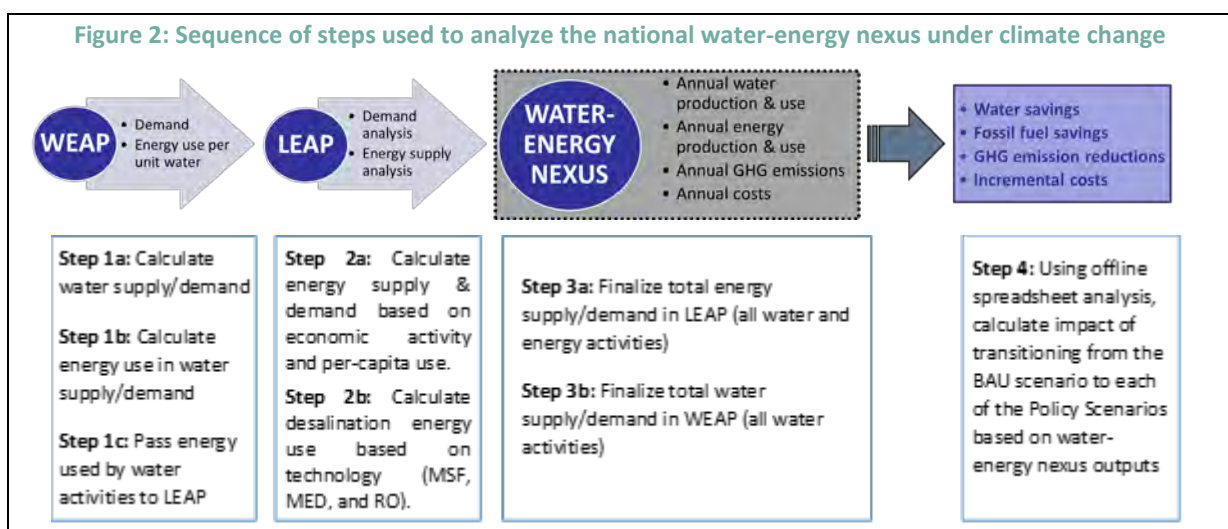 Figure 2: Sequence of steps used to analyze the national water-energy nexus under climate change
WEAP
• Demand
• Energy use per
unit water
LEAP
• Demand
analysis
• Energy supply
analysis
WATER-
ENERGY
NEXUS
• Annual water
production & use
• Annual energy
production & use
• Annual GHG emissions
• Annual costs
• Water savings
• Fossil fuel savings
• GHG emission reductions
• Incremental costs
Step 1a: Calculate
water supply/demand
Step 1b: Calculate
energy use in water
supply/demand
Step 1c: Pass energy
used by water
activities to LEAP
Step 2a: Calculate
energy supply &
demand based on
economic activity
and per-capita use.
Step 2b: Calculate
desalination energy
use based on
technology (MSF,
MED, and RO).
Step 3a: Finalize total energy
supply/demand in LEAP (all water and
energy activities)
Step 3b: Finalize total water
supply/demand in WEAP (all water
activities)
Step 4: Using offline
spreadsheet analysis,
calculate impact of
transitioning from the
BAU scenario to each
of the Policy Scenarios
based on water-
energy nexus outputs